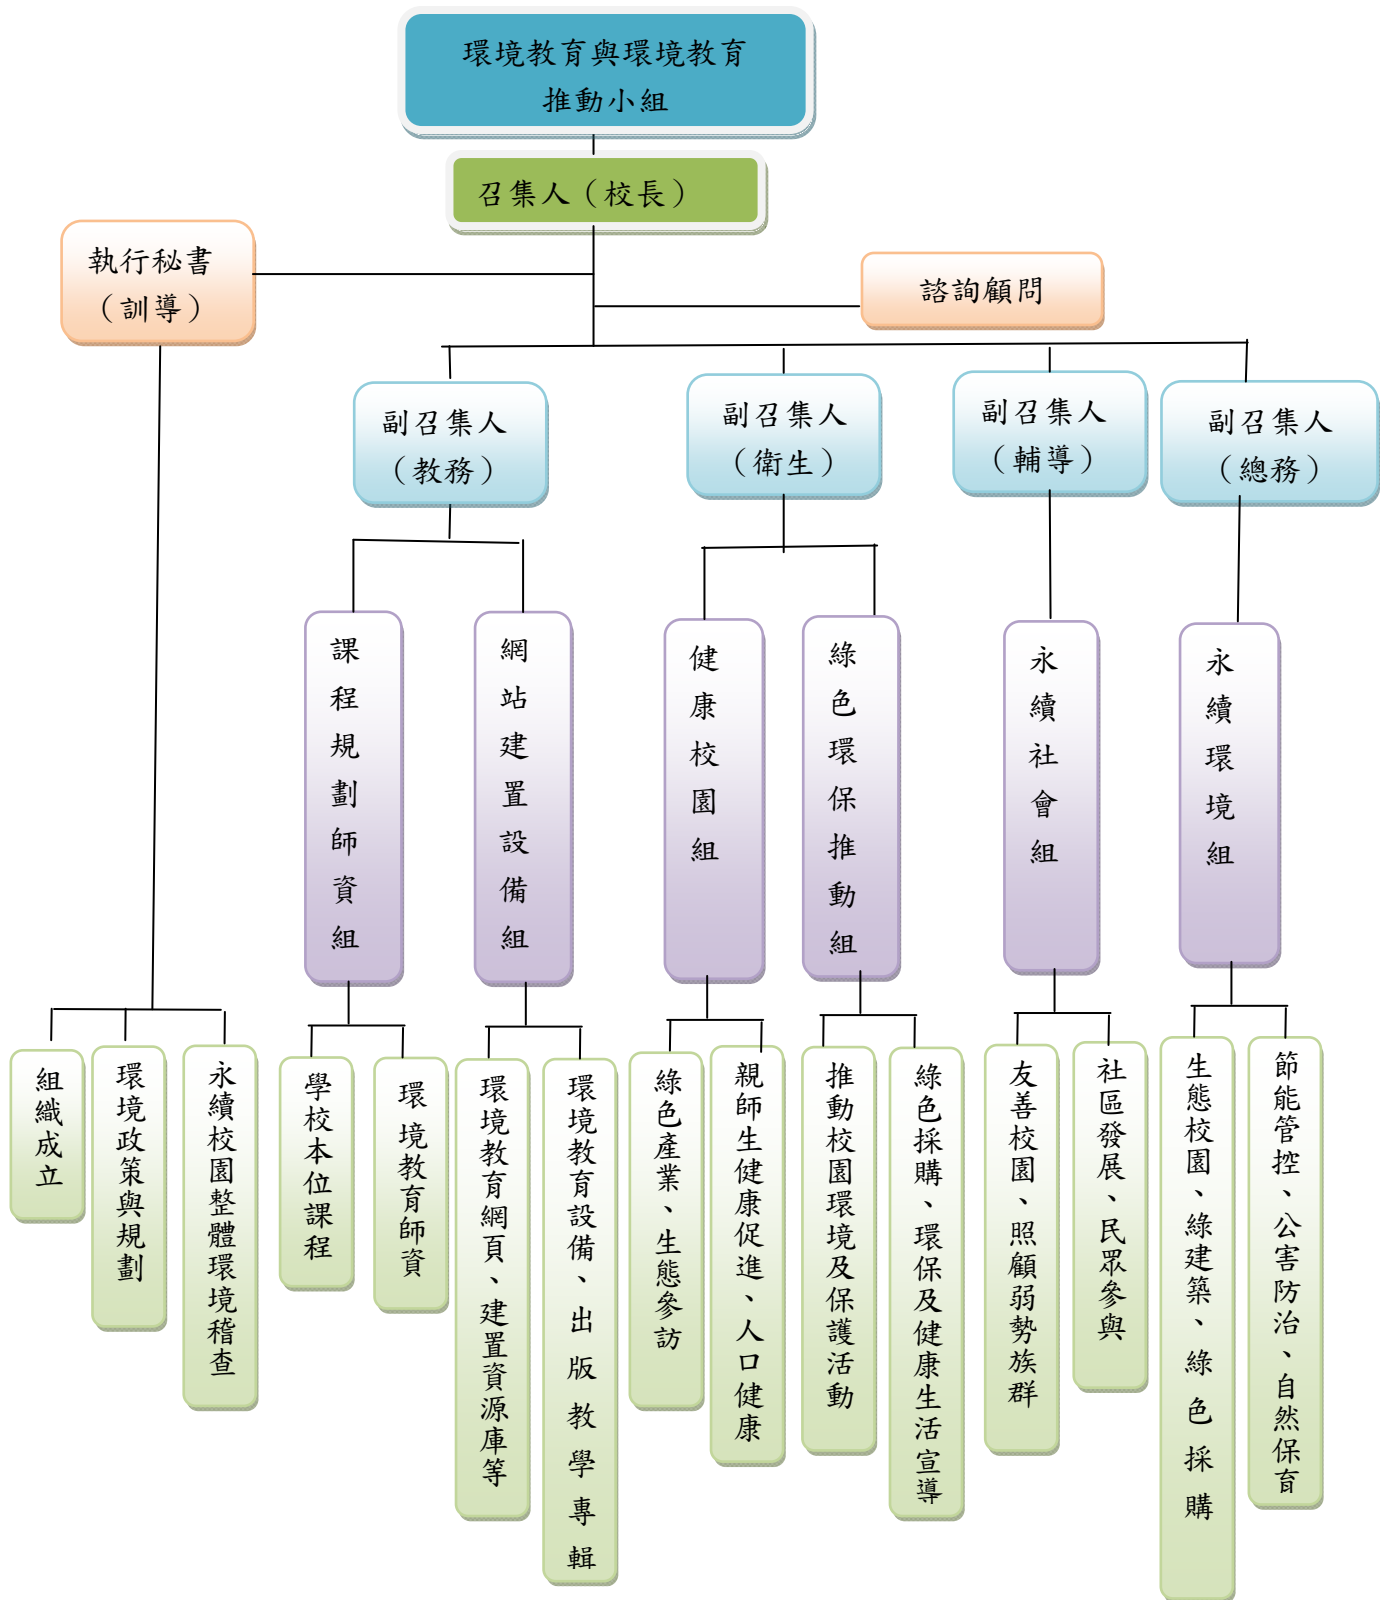 環境教育與環境教育
推動小組
召集人（校長）
執行秘書
（訓導）
諮詢顧問
副召集人
（教務）
副召集人
（衛生）
副召集人
（輔導）
副召集人
（總務）
課程規劃師資組
網站建置設備組
健康校園組
綠色環保推動組
永續社會組
永續環境組
組織成立
環境政策與規劃
永續校園整體環境稽查
學校本位課程
環境教育師資
環境教育網頁、建置資源庫等
環境教育設備、出版教學專輯
綠色產業、生態參訪
親師生健康促進、人口健康
推動校園環境及保護活動
綠色採購、環保及健康生活宣導
友善校園、照顧弱勢族群
社區發展、民眾參與
生態校園、綠建築、綠色採購
節能管控、公害防治、自然保育